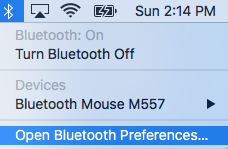 Sun 2:14 PM
Bluetooth: On
Turn Bluetooth Off
Devices
Bluetooth Mouse M557
Open Bluetooth Preferences...